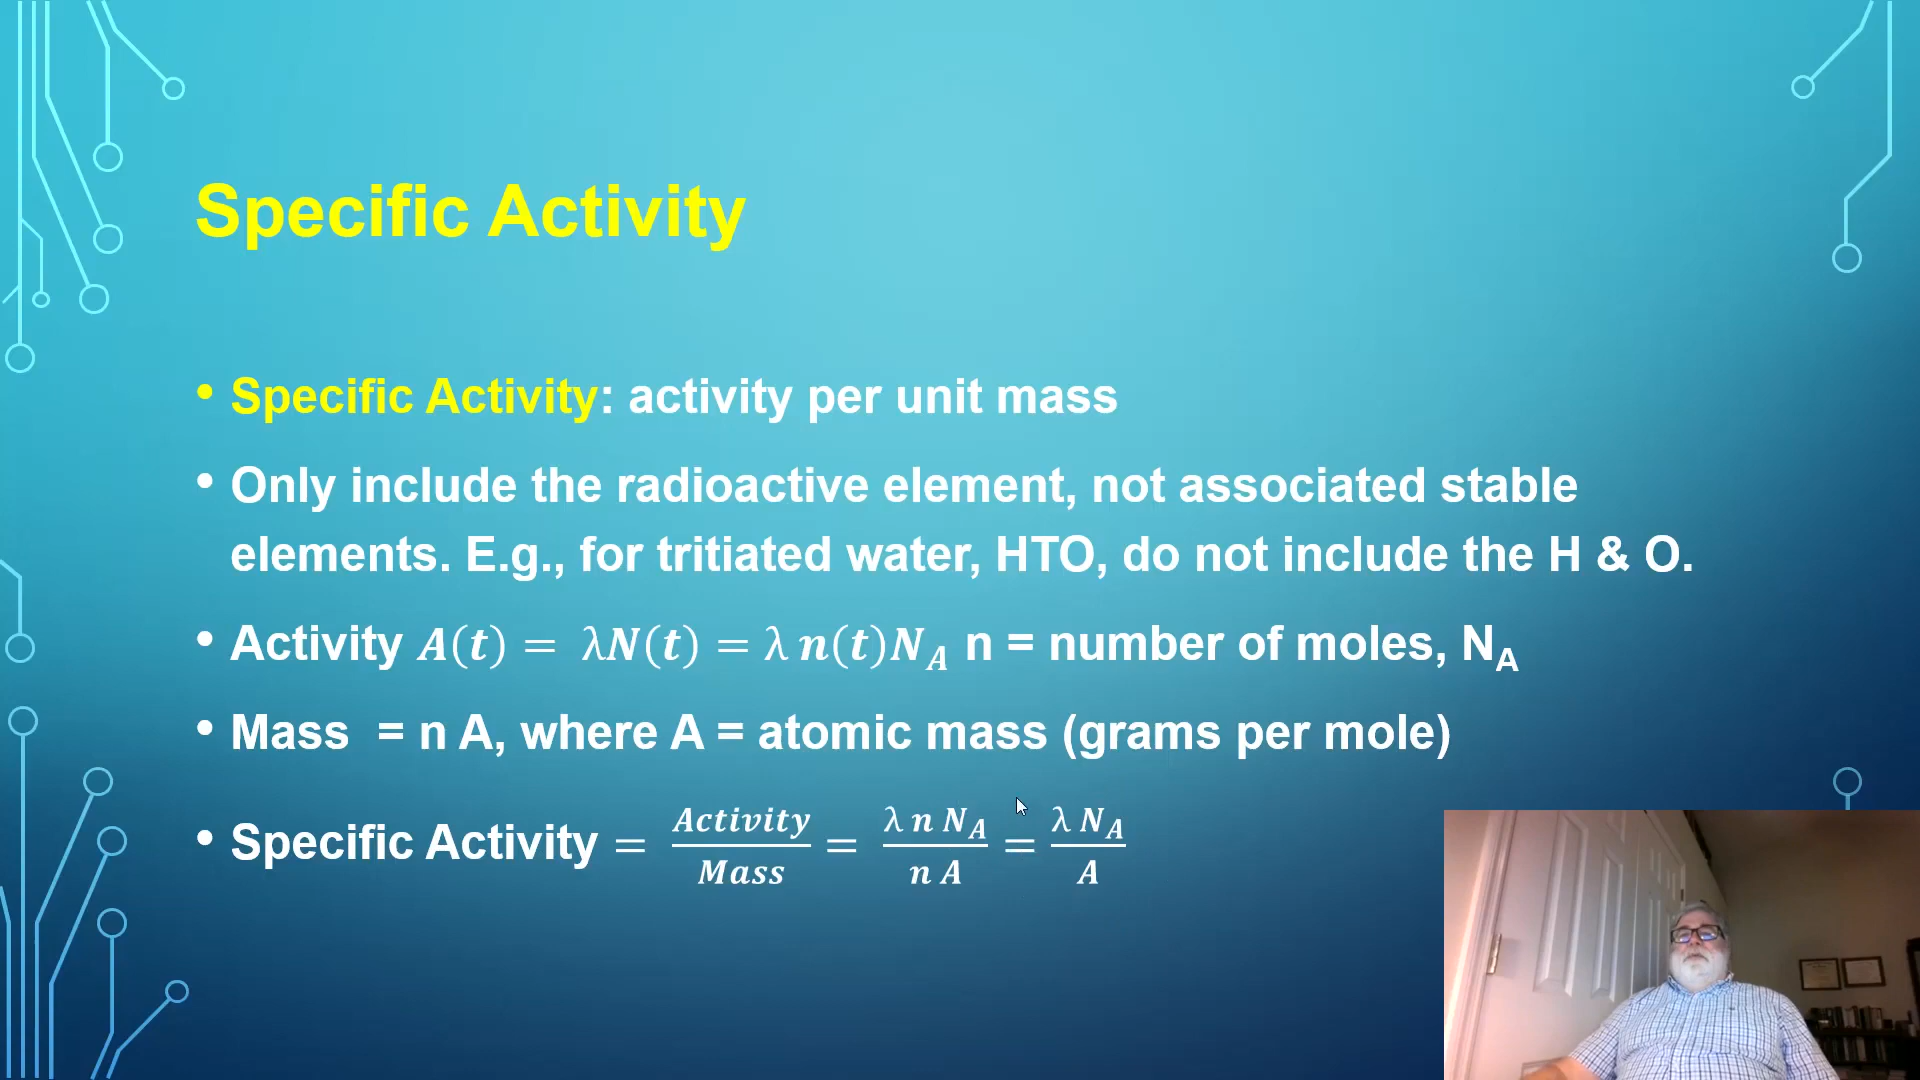 Specific Activity
• Specific Activity: activity per unit mass
• Only include the radioactive element, not associated stable
elements. E.g., for tritiated water, HTO, do not include the H & O.
• Activity A(t) = λN(t) = λ n(t)N_A n = number of moles, N_A
• Mass = n A, where A = atomic mass (grams per mole)
• Specific Activity = Activity/Mass = λ n N_A/n A = λ N_A/A